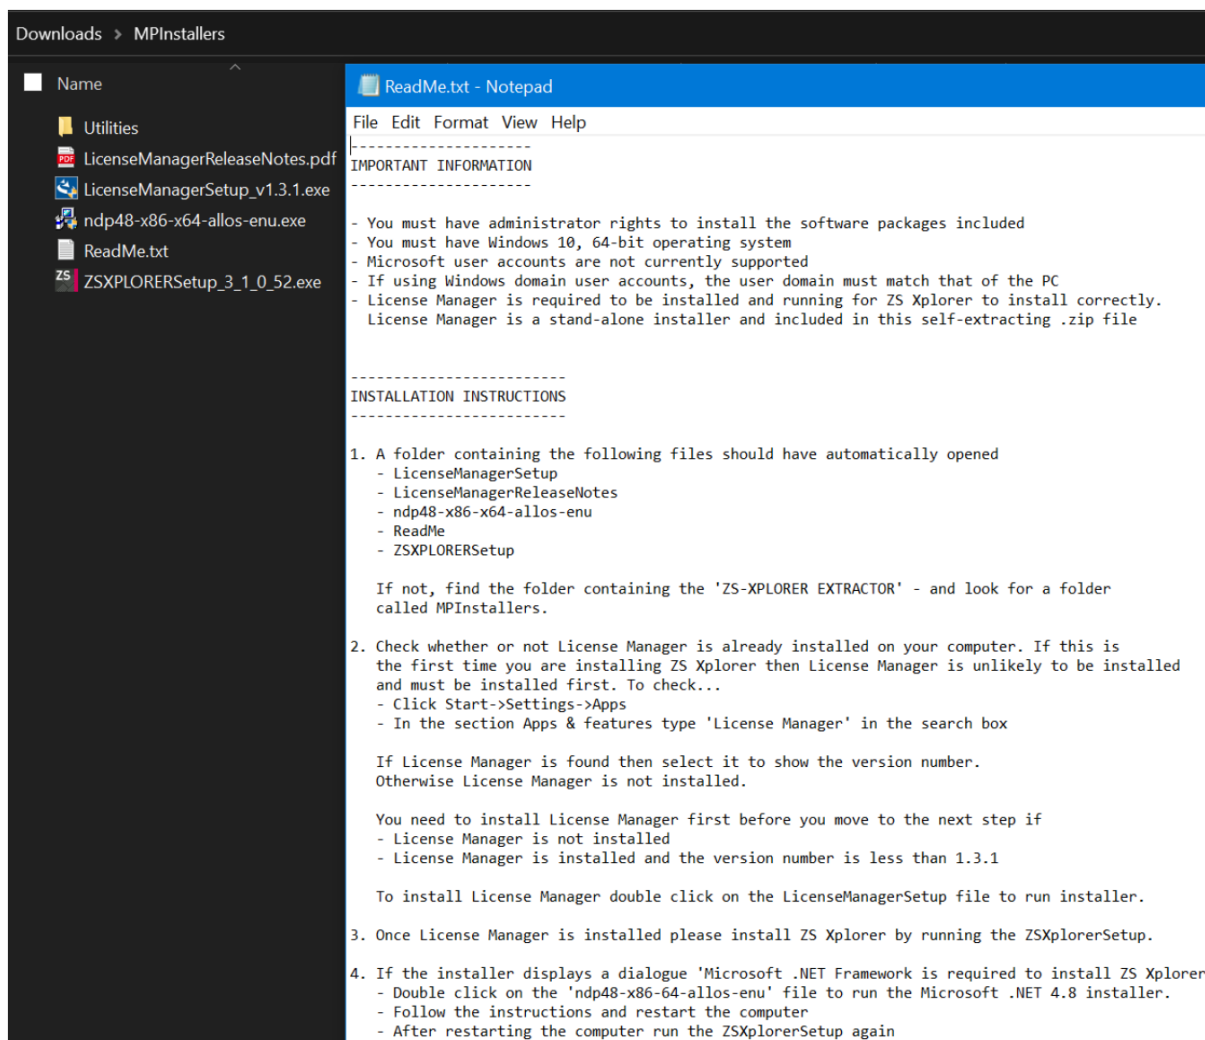 Downloads > MPInstallers
Name
Utilities
LicenseManagerReleaseNotes.pdf
LicenseManagerSetup_v1.3.1.exe
ndp48-x86-x64-allos-enu.exe
ReadMe.txt
ZSXPLORERSetup_3_1_0_52.exe
ReadMe.txt - Notepad
File Edit Format View Help
---------------------
IMPORTANT INFORMATION
---------------------
- You must have administrator rights to install the software packages included
- You must have Windows 10, 64-bit operating system
- Microsoft user accounts are not currently supported
- If using Windows domain user accounts, the user domain must match that of the PC
- License Manager is required to be installed and running for ZS Xplorer to install correctly.
License Manager is a stand-alone installer and included in this self-extracting .zip file
-------------------------
INSTALLATION INSTRUCTIONS
-------------------------
1. A folder containing the following files should have automatically opened
- LicenseManagerSetup
- LicenseManagerReleaseNotes
- ndp48-x86-x64-allos-enu
- ReadMe
- ZSXPLORERSetup
If not, find the folder containing the 'ZS-XPLORER EXTRACTOR' - and look for a folder
called MPInstallers.
2. Check whether or not License Manager is already installed on your computer. If this is
the first time you are installing ZS Xplorer then License Manager is unlikely to be installed
and must be installed first. To check...
- Click Start->Settings->Apps
- In the section Apps & features type 'License Manager' in the search box
If License Manager is found then select it to show the version number.
Otherwise License Manager is not installed.
You need to install License Manager first before you move to the next step if
- License Manager is not installed
- License Manager is installed and the version number is less than 1.3.1
To install License Manager double click on the LicenseManagerSetup file to run installer.
3. Once License Manager is installed please install ZS Xplorer by running the ZSXplorerSetup.
4. If the installer displays a dialogue 'Microsoft .NET Framework is required to install ZS Xplorer
- Double click on the 'ndp48-x86-64-allos-enu' file to run the Microsoft .NET 4.8 installer.
- Follow the instructions and restart the computer
- After restarting the computer run the ZSXplorerSetup again